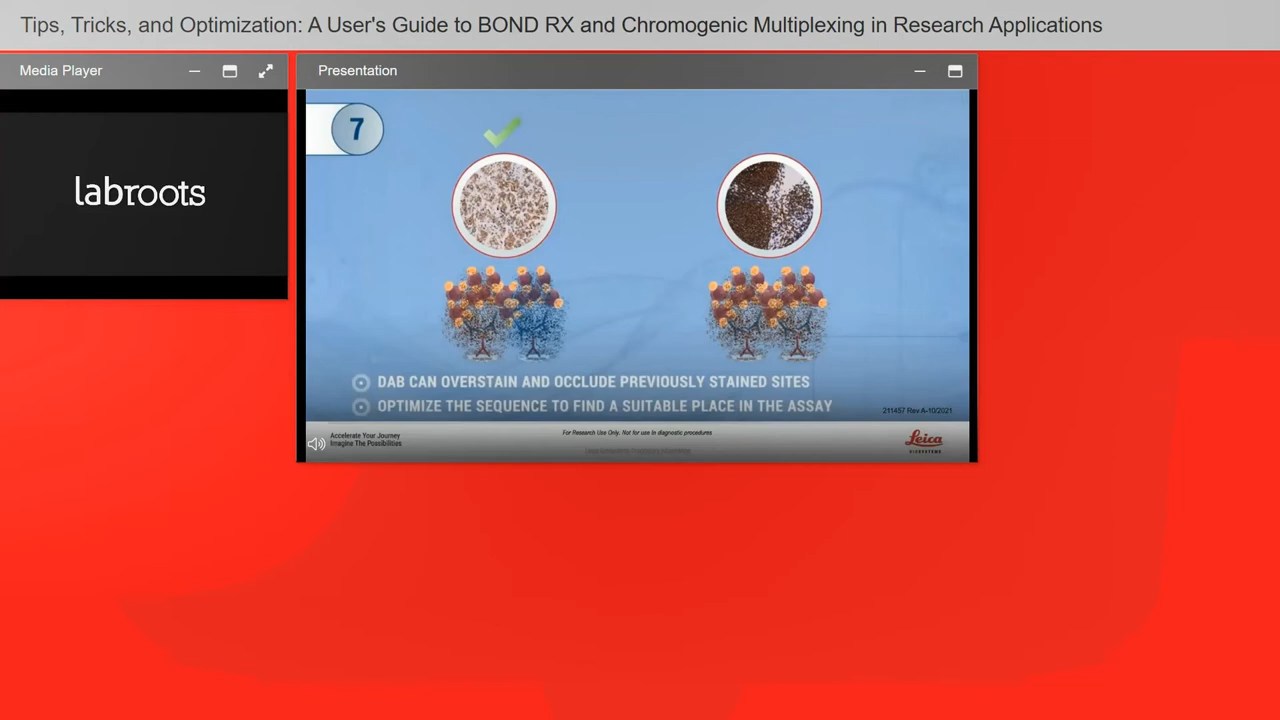 Tips, Tricks, and Optimization: A User's Guide to BOND RX and Chromogenic Multiplexing in Research Applications
Media Player
Presentation
labroots
7
DAB CAN OVERSTAIN AND OCCLUDE PREVIOUSLY STAINED SITES
OPTIMIZE THE SEQUENCE TO FIND A SUITABLE PLACE IN THE ASSAY
211457 Rev A-10/2021
Accelerate Your Journey
Imagine The Possibilities
For Research Use Only. Not for use in diagnostic procedures
Leica
BIOSYSTEMS